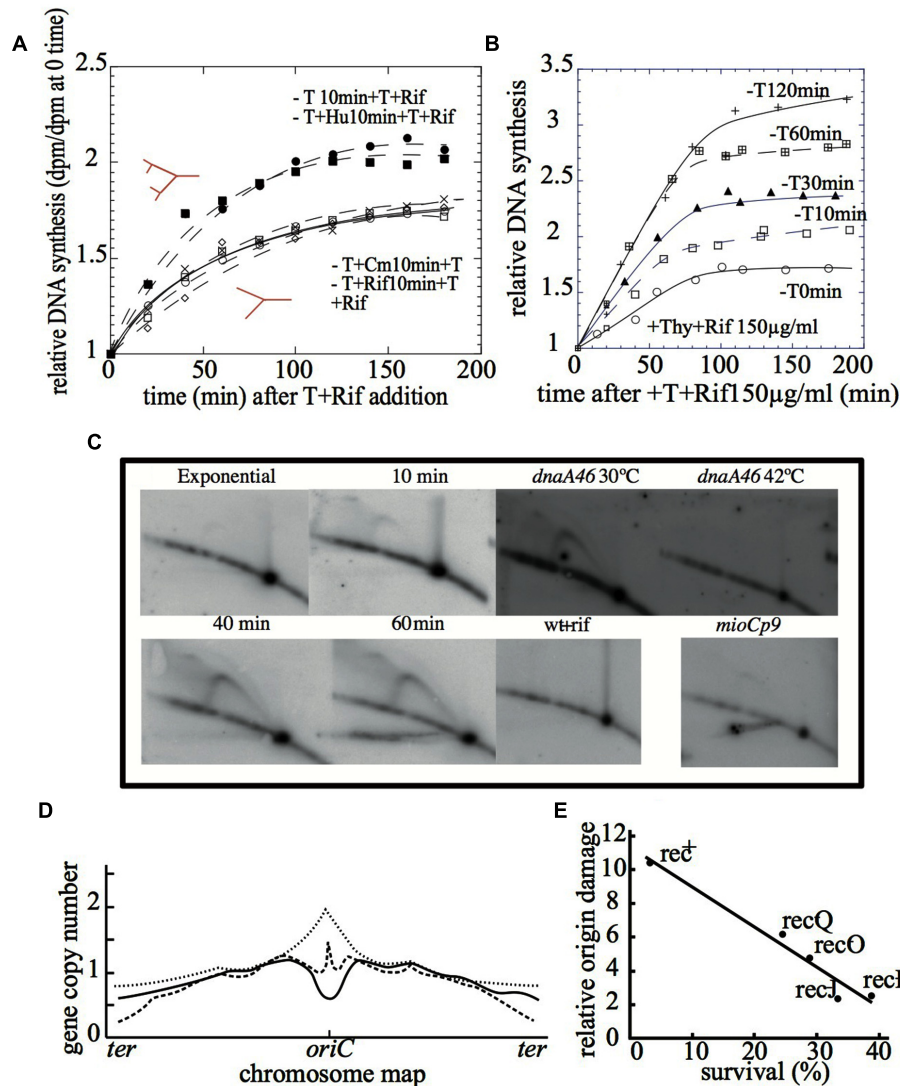 A
B
relative DNA synthesis (dpm/dpm at 0 time)
2.5
2
1.5
1
0
50
100
150
200
time (min) after T+Rif addition
- T 10min+T+Rif
- T+Hu10min+T+Rif
- T+Cm10min+T
- T+Rif10min+T
+Rif
relative DNA synthesis
3.5
3
2.5
2
1.5
1
0
50
100
150
200
time after +T+Rif150µg/ml (min)
-T120min
-T60min
-T30min
-T10min
-T0min
+Thy+Rif 150µg/ml
C
Exponential
10 min
dnaA46 30ºC
dnaA46 42ºC
40 min
60min
wt+rif
mioCp9
D
gene copy number
2
1
0
ter
oriC
ter
chromosome map
E
relative origin damage
12
10
8
6
4
2
0
0
10
20
30
40
survival (%)
rec+
recQ
recO
recJ